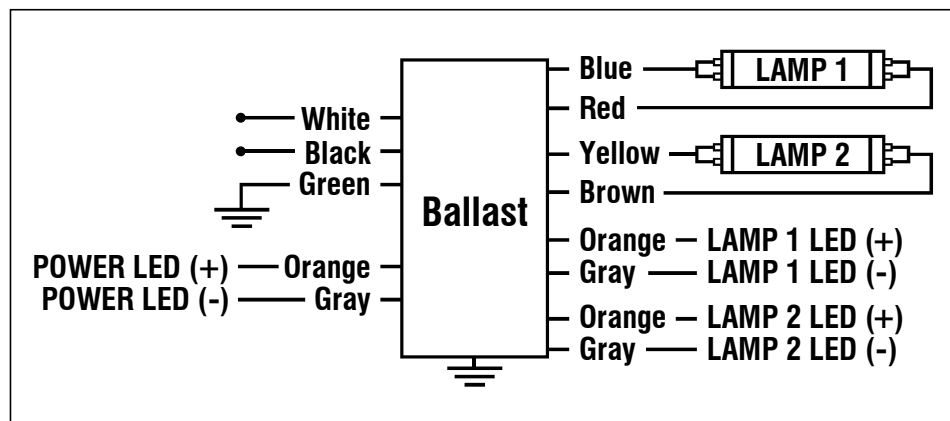 White
Black
Green
POWER LED (+) Orange
POWER LED (-) Gray
Ballast
Blue LAMP 1
Red
Yellow LAMP 2
Brown
Orange LAMP 1 LED (+)
Gray LAMP 1 LED (-)
Orange LAMP 2 LED (+)
Gray LAMP 2 LED (-)